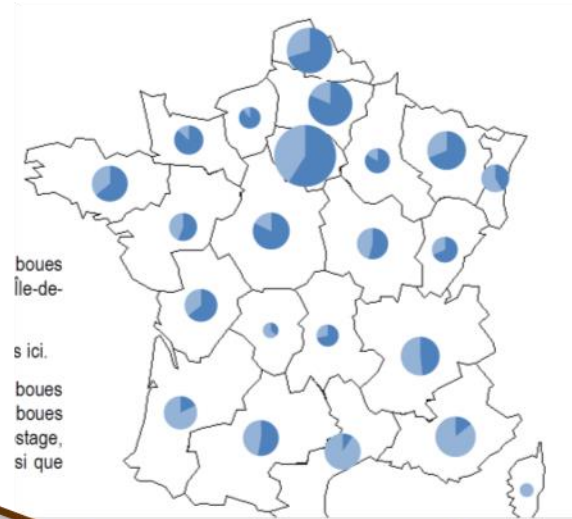 boues
Île-de-
s ici.
boues
boues
stage,
si que